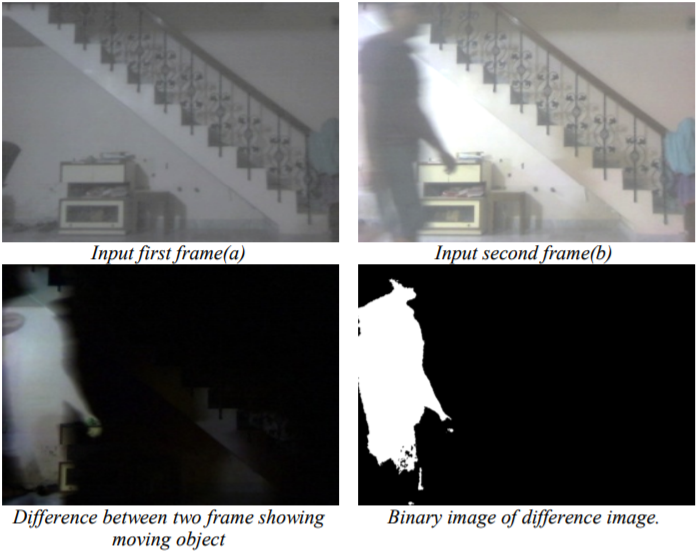 Input first frame(a)
Input second frame(b)
Difference between two frame showing
moving object
Binary image of difference image.